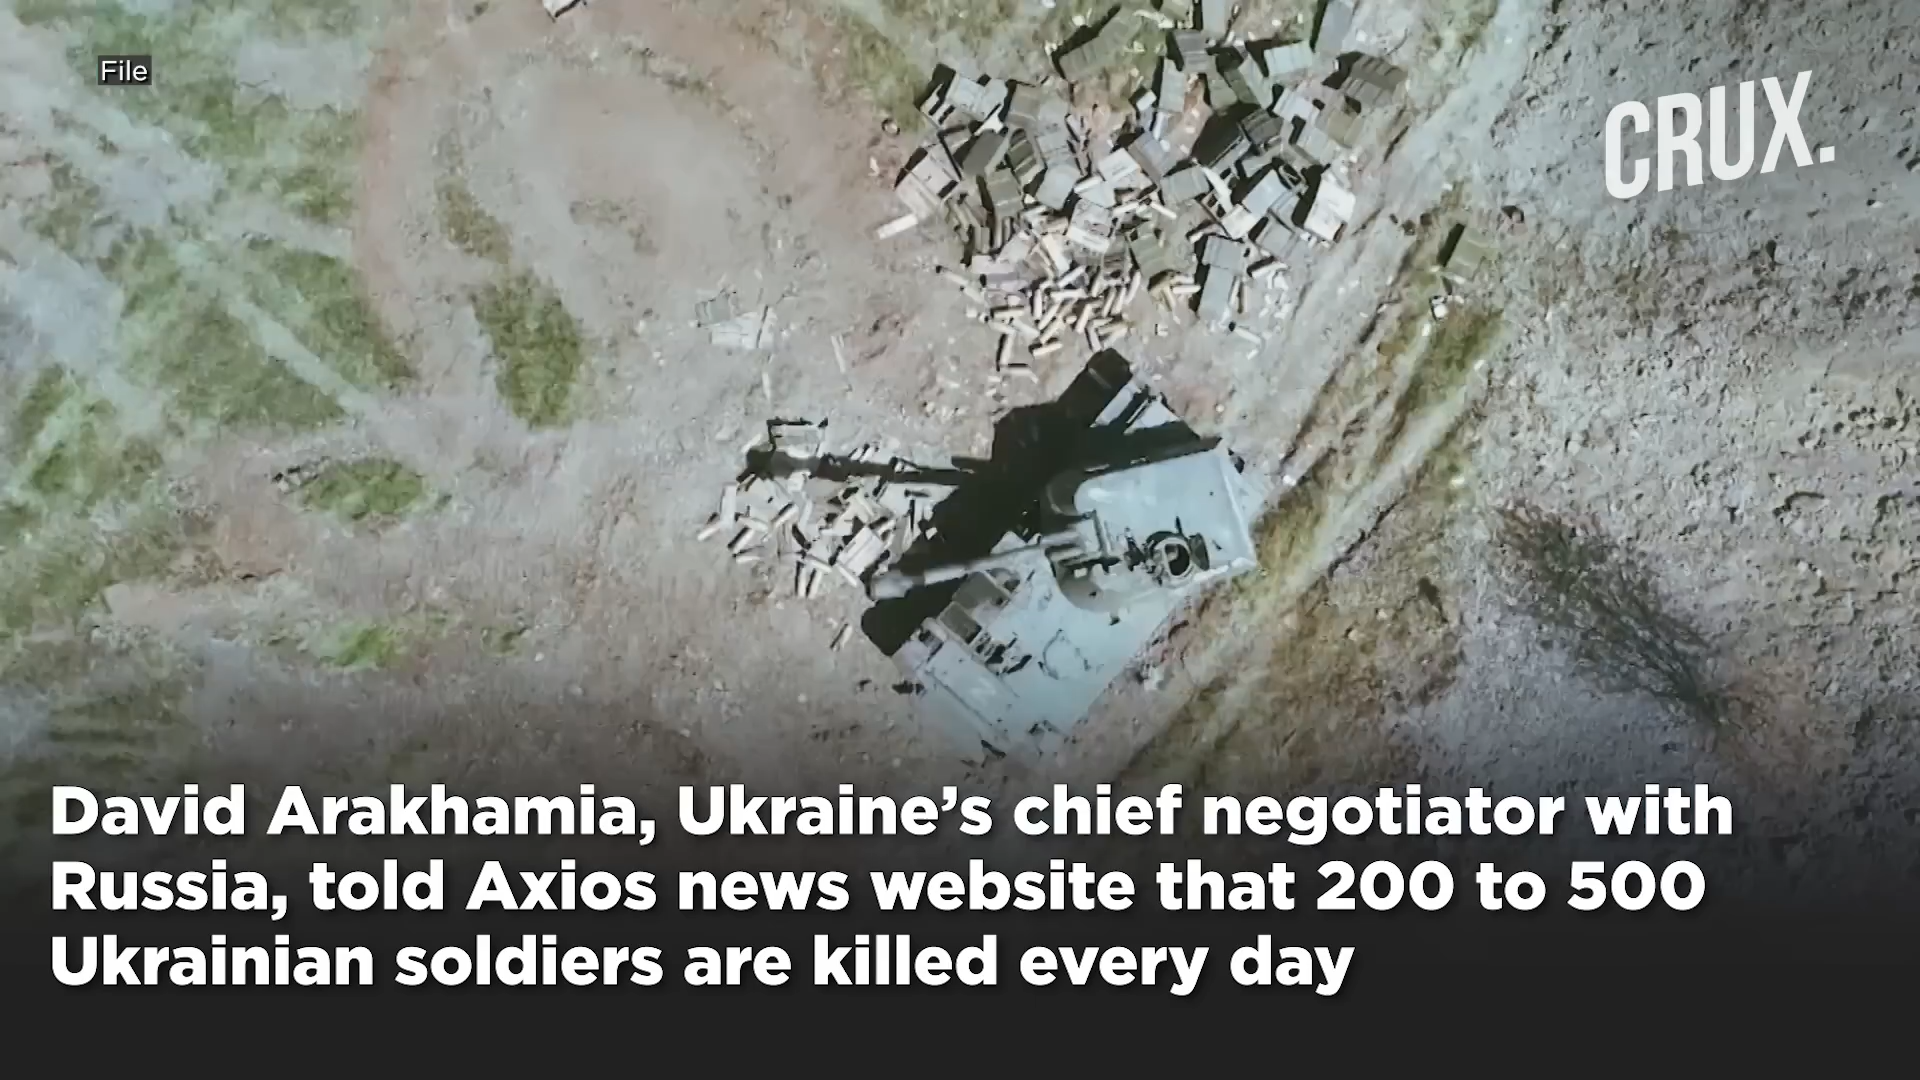 File
CRUX.
David Arakhamia, Ukraine’s chief negotiator with
Russia, told Axios news website that 200 to 500
Ukrainian soldiers are killed every day